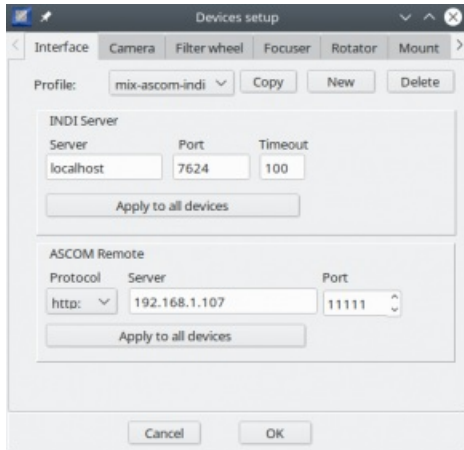 Devices setup
Interface Camera Filter wheel Focuser Rotator Mount
Profile: mix-ascom-indi Copy New Delete
INDI Server
Server Port Timeout
localhost 7624 100
Apply to all devices
ASCOM Remote
Protocol Server Port
http: 192.168.1.107 11111
Apply to all devices
Cancel OK